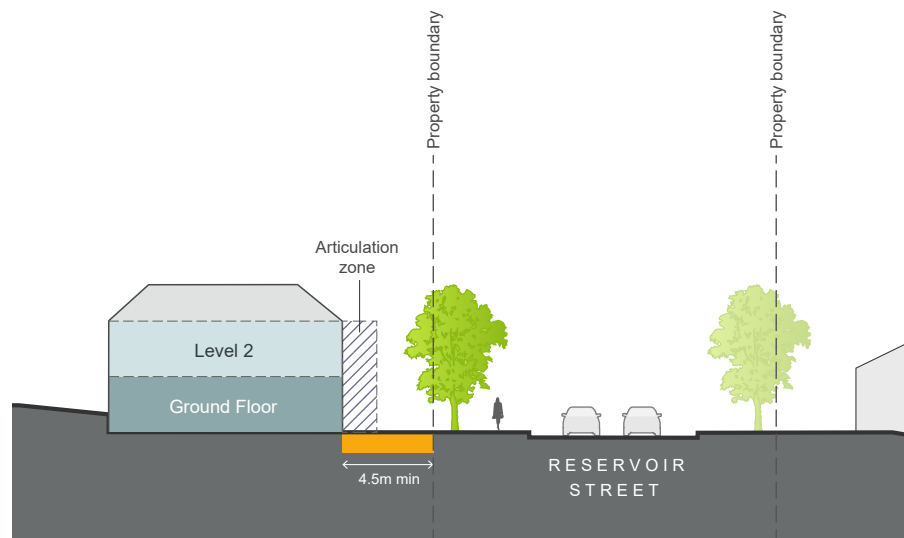 Property boundary
Property boundary
Articulation
zone
Level 2
Ground Floor
4.5m min
RESERVOIR
STREET